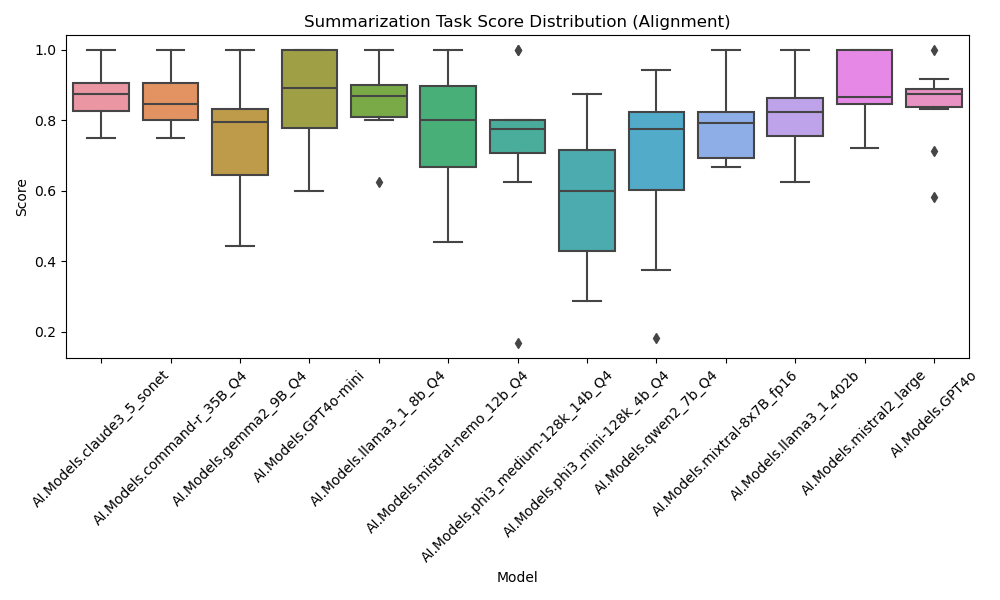 Summarization Task Score Distribution (Alignment)
1.0
0.8
0.6
0.4
0.2
Score
AI.Models.claude3_5_sonet
AI.Models.command-r_35B_Q4
AI.Models.gemma2_9B_Q4
AI.Models.GPT4o-mini
AI.Models.llama3_1_8b_Q4
AI.Models.mistral-nemo_12b_Q4
AI.Models.phi3_medium-128k_14b_Q4
AI.Models.phi3_mini-128k_4b_Q4
AI.Models.qwen2_7b_Q4
AI.Models.mixtral-8x7B_fp16
AI.Models.llama3_1_402b
AI.Models.mistral2_large
AI.Models.GPT4o
Model